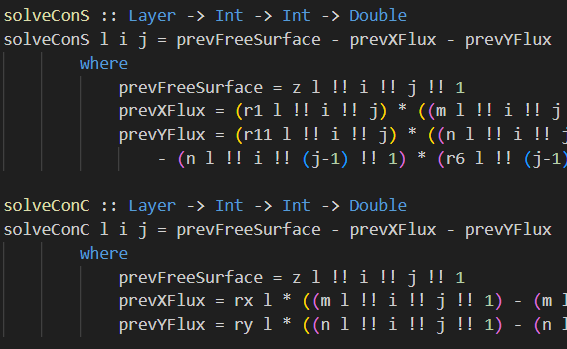 solveConS :: Layer -> Int -> Int -> Double
solveConS l i j = prevFreeSurface - prevXFlux - prevYFlux
where
prevFreeSurface = z l !! i !! j !! 1
prevXFlux = (r1 l !! i !! j) * ((m l !! i !! j
prevYFlux = (r11 l !! i !! j) * ((n l !! i !! j
- (n l !! i !! (j-1) !! 1) * (r6 l !! (j-1)
solveConC :: Layer -> Int -> Int -> Double
solveConC l i j = prevFreeSurface - prevXFlux - prevYFlux
where
prevFreeSurface = z l !! i !! j !! 1
prevXFlux = rx l * ((m l !! i !! j !! 1) - (m l
prevYFlux = ry l * ((n l !! i !! j !! 1) - (n l